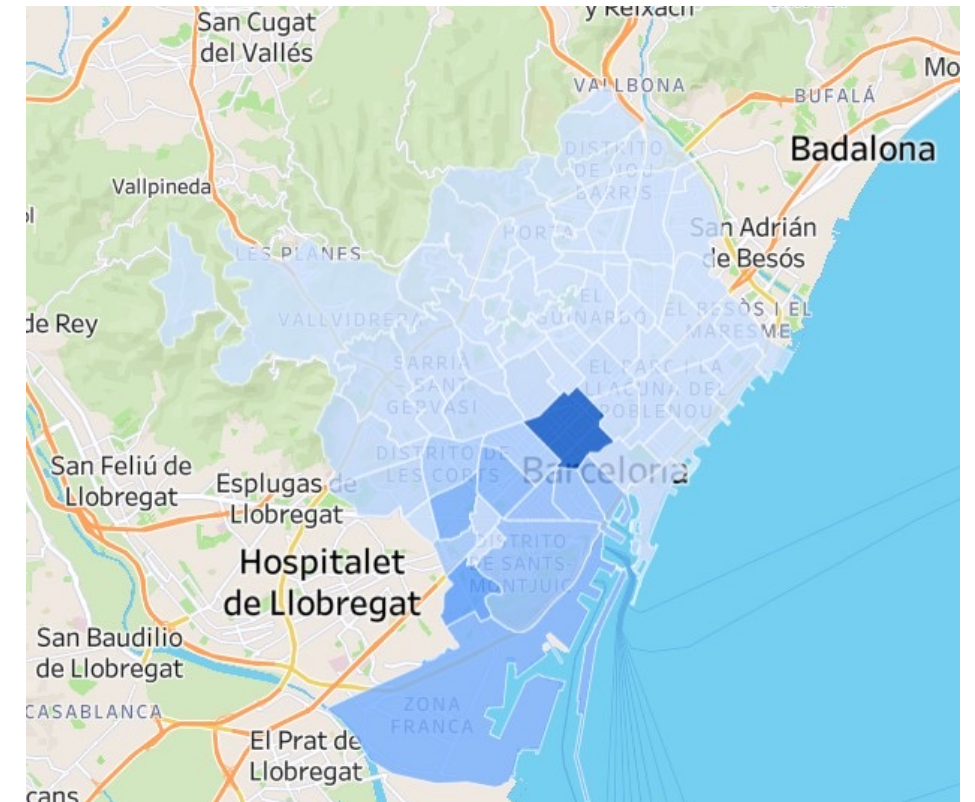 San Cugat
del Vallés
y Reixach
VALLBONA
BUFALÁ
Mo
Badalona
DISTRITO
DE NOU
BARRIS
Vallpineda
ol
San Adrián
de Besós
PORTA
LES PLANES
EL
GUINARDÓ
EL BESÒS I EL
MARESME
VALLVIDRERA
de Rey
SARRIÀ
- SANT
GERVASI
EL PARC I LA
LLACUNA DEL
POBLENOU
DISTRITO DE
LES CORTS
Barcelona
San Feliú de
Llobregat
Esplugas de
Llobregat
DISTRITO
DE SANTS-
MONTJUIC
Hospitalet
de Llobregat
San Baudilio
de Llobregat
CASABLANCA
ZONA
FRANCA
El Prat de
Llobregat
cans